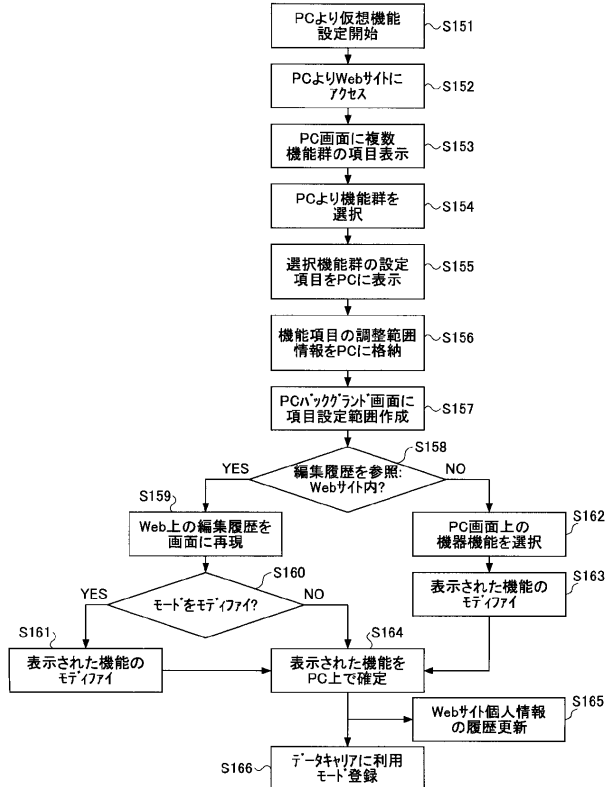 PCより仮想機能
設定開始
S151
PCよりWebサイトに
アクセス
S152
PC画面に複数
機能群の項目表示
S153
PCより機能群を
選択
S154
選択機能群の設定
項目をPCに表示
S155
機能項目の調整範囲
情報をPCに格納
S156
PCバックグランド画面に
項目設定範囲作成
S157
S158
編集履歴を参照:
Webサイト内?
YES
NO
S159
Web上の編集履歴を
画面に再現
S162
PC画面上の
機器機能を選択
S160
モードをモディファイ?
YES
NO
S163
表示された機能の
モディファイ
S161
表示された機能の
モディファイ
S164
表示された機能を
PC上で確定
S165
Webサイト個人情報
の履歴更新
S166
データキャリアに利用
モード登録